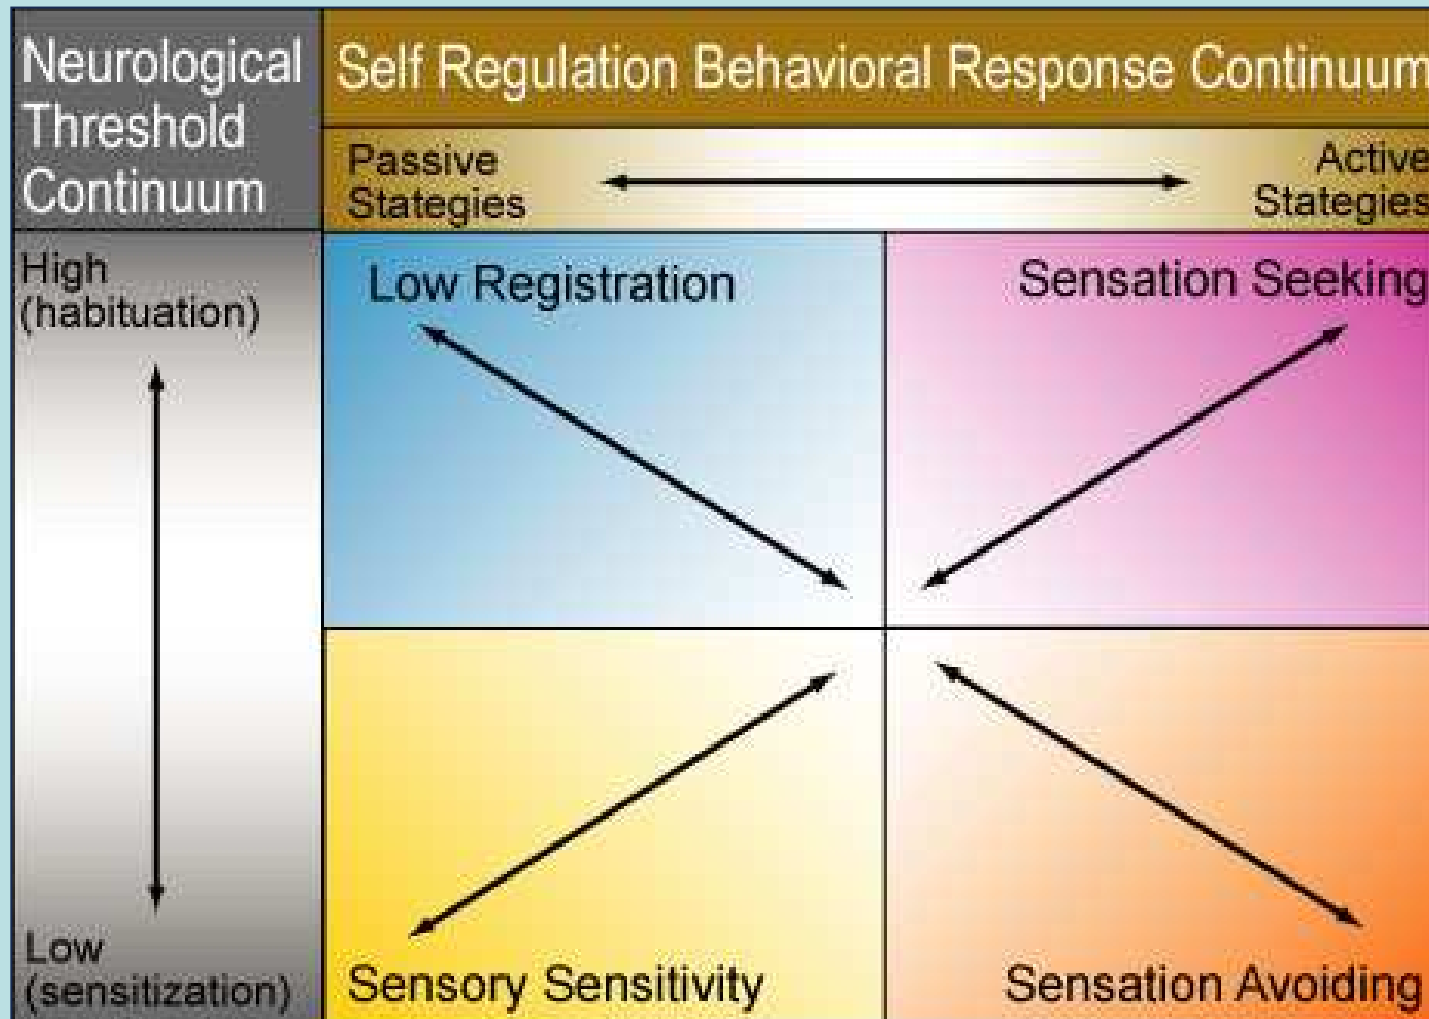 Neurological
Threshold
Continuum
Self Regulation Behavioral Response Continuum
Passive
Stategies
Active
Stategies
High
(habituation)
Low Registration
Sensation Seeking
Low
(sensitization)
Sensory Sensitivity
Sensation Avoiding